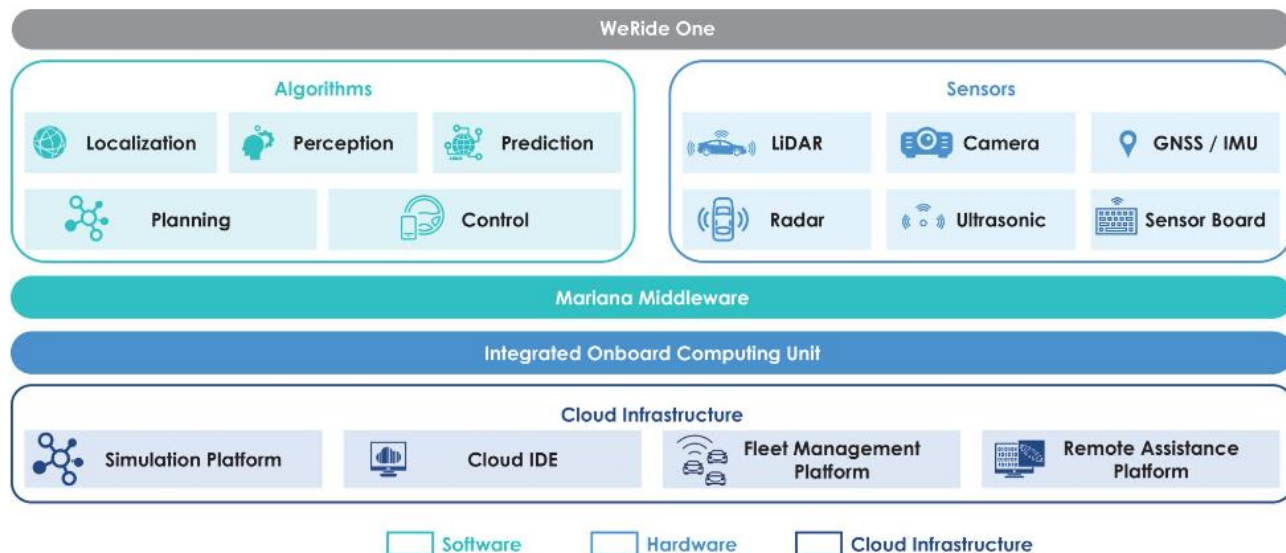 WeRide One
Algorithms
Localization
Perception
Prediction
Planning
Control
Sensors
LiDAR
Camera
GNSS / IMU
Radar
Ultrasonic
Sensor Board
Mariana Middleware
Integrated Onboard Computing Unit
Cloud Infrastructure
Simulation Platform
Cloud IDE
Fleet Management
Platform
Remote Assistance
Platform
Software
Hardware
Cloud Infrastructure